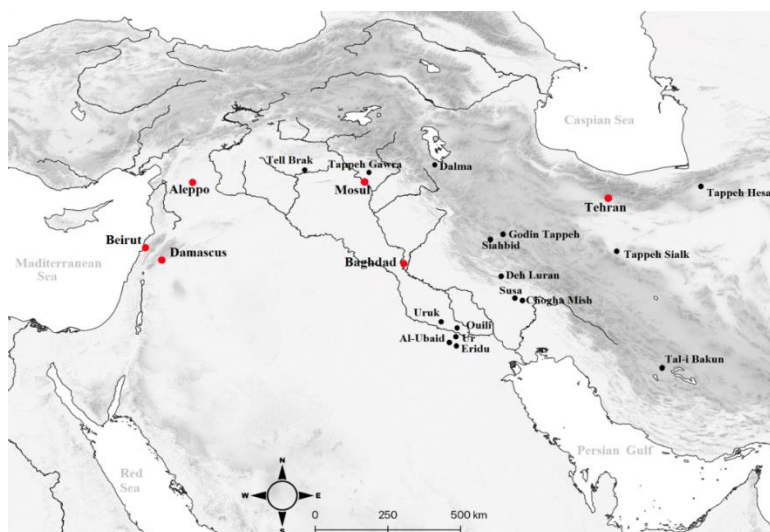 Caspian Sea
Tell Brak
Tappeh Gawra
Dalma
Aleppo
Mosul
Tappeh Hesa
Tehran
Beirut
Godin Tappeh
Siahbid
Damascus
Tappeh Sialk
Maditerranean
Sea
Baghdad
Deh Luran
Susa
Chogha Mish
Uruk
Ouili
Al-Ubaid
Ur
Eridu
Tal-i Bakun
Persian Gulf
Red
Sea
N
W
E
S
0 250 500 km